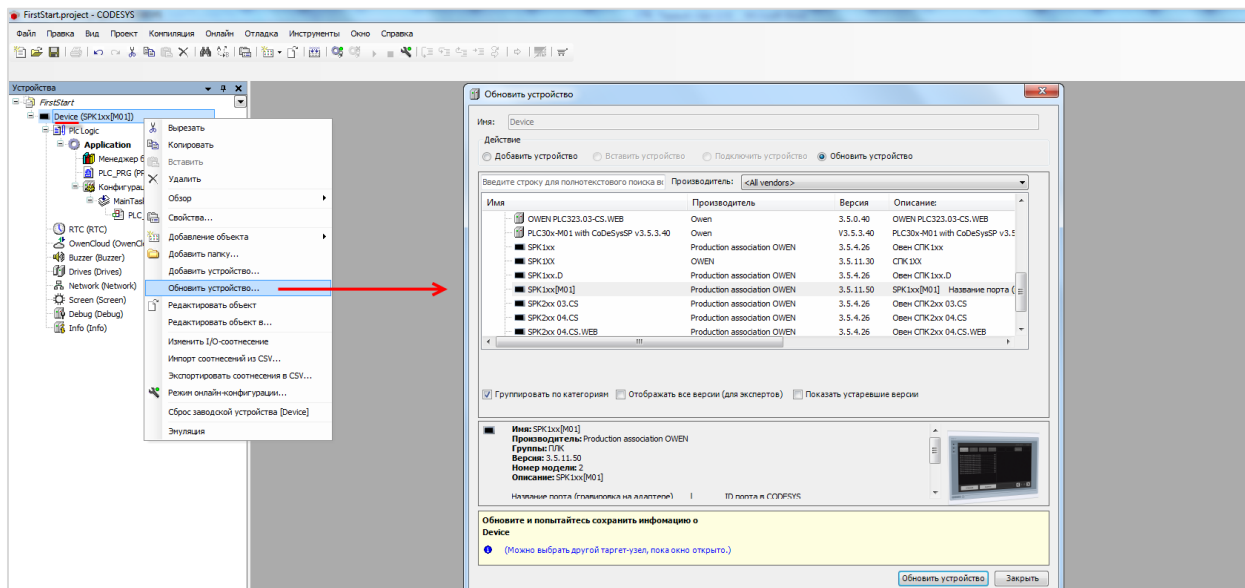 FirstStart.project - CODESYS
Файл Правка Вид Проект Компиляция Онлайн Отладка Инструменты Окно Справка
Устройства
FirstStart
Device (SPK1xx[M01])
Plc Logic
Application
Менеджер б
PLC_PRG (PR
Конфигурац
MainTask
PLC_
RTC (RTC)
OwenCloud (OwenCl
Buzzer (Buzzer)
Drives (Drives)
Network (Network)
Screen (Screen)
Debug (Debug)
Info (Info)
Вырезать
Копировать
Вставить
Удалить
Обзор
Свойства...
Добавление объекта
Добавить папку...
Добавить устройство...
Обновить устройство...
Редактировать объект
Редактировать объект в...
Изменить I/O-соотнесение
Импорт соотнесений из CSV...
Экспортировать соотнесения в CSV...
Режим онлайн-конфигурации...
Сброс заводской устройства [Device]
Эмуляция
Обновить устройство
Имя: Device
Действие
Добавить устройство Вставить устройство Подключить устройство Обновить устройство
Введите строку для полнотекстового поиска вс Производитель: <All vendors>
Имя Производитель Версия Описание:
OWEN PLC323.03-CS.WEB Owen 3.5.0.40 OWEN PLC323.03-CS.WEB
PLC30x-M01 with CoDeSysSP v3.5.3.40 Owen V3.5.3.40 PLC30x-M01 with CoDeSysSP v3.5
SPK1xx Production association OWEN 3.5.4.26 Овен СПК1xx
SPK1XX OWEN 3.5.11.30 СПК1XX
SPK1xx.D Production association OWEN 3.5.4.26 Овен СПК1xx.D
SPK1xx[M01] Production association OWEN 3.5.11.50 SPK1xx[M01] Название порта (
SPK2xx 03.CS Production association OWEN 3.5.4.26 Овен СПК2xx 03.CS
SPK2xx 04.CS Production association OWEN 3.5.4.26 Овен СПК2xx 04.CS
SPK2xx 04.CS.WEB Production association OWEN 3.5.4.26 Овен СПК2xx 04.CS.WEB
Группировать по категориям Отображать все версии (для экспертов) Показать устаревшие версии
Имя: SPK1xx[M01]
Производитель: Production association OWEN
Группы: ПЛК
Версия: 3.5.11.50
Номер модели: 2
Описание: SPK1xx[M01]
Название порта (гравировка на адаптере) | ID порта в CODESYS
Обновите и попытайтесь сохранить инфомацию о
Device
(Можно выбрать другой таргет-узел, пока окно открыто.)
Обновить устройство Закрыть